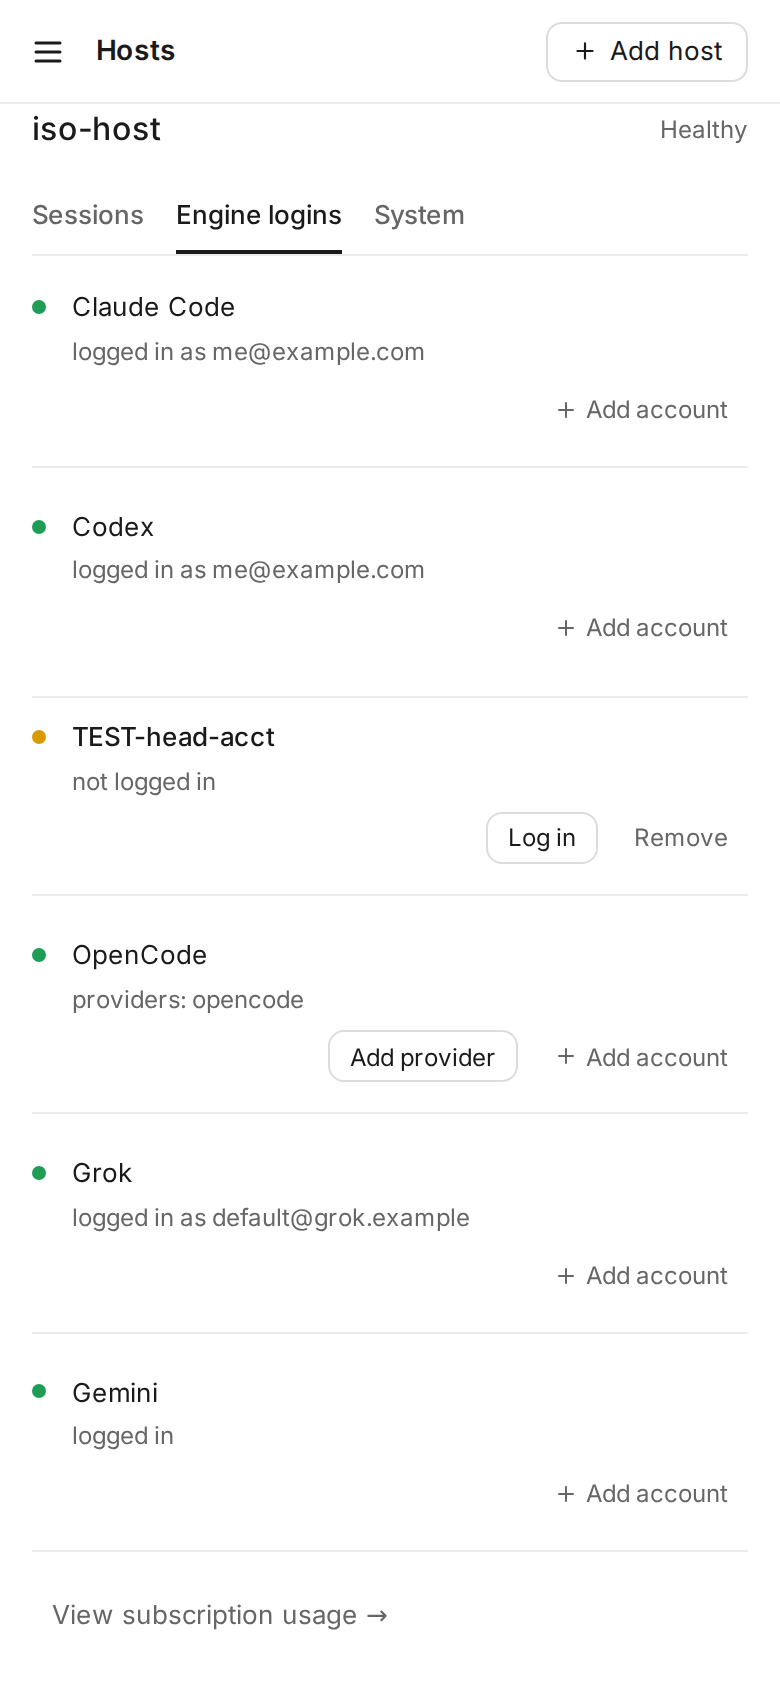 Hosts
+ Add host
iso-host
Healthy
Sessions
Engine logins
System
Claude Code
logged in as me@example.com
+ Add account
Codex
logged in as me@example.com
+ Add account
TEST-head-acct
not logged in
Log in
Remove
OpenCode
providers: opencode
Add provider
+ Add account
Grok
logged in as default@grok.example
+ Add account
Gemini
logged in
+ Add account
View subscription usage →